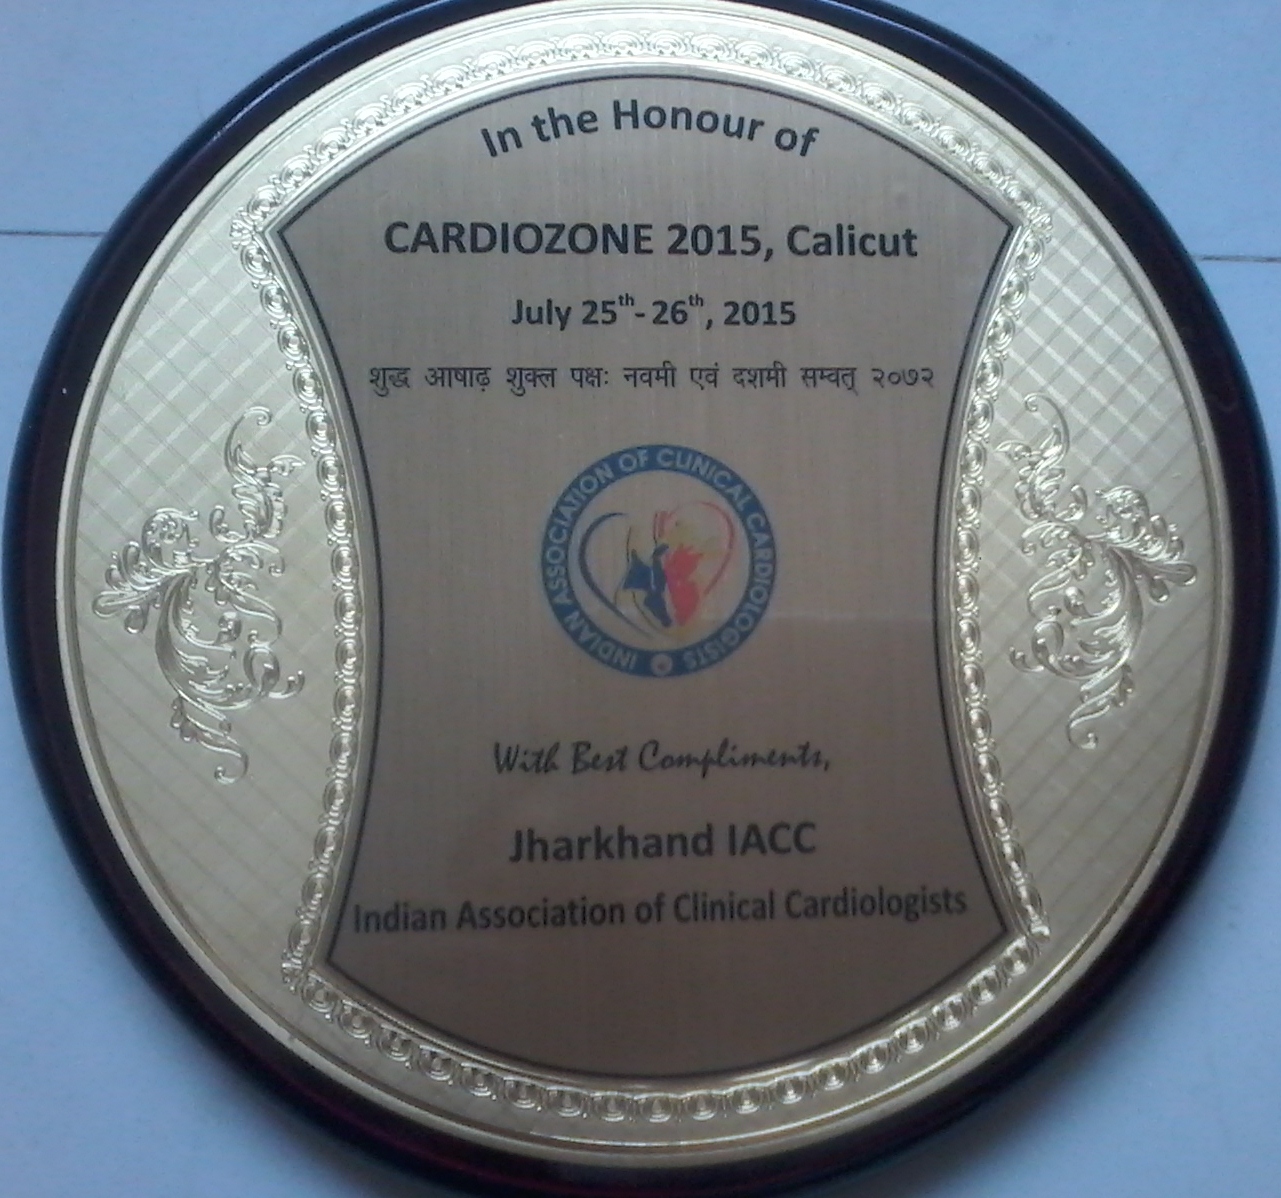 In the Honour of
CARDIOZONE 2015, Calicut
July 25th- 26th, 2015
शुद्ध आषाढ़ शुक्ल पक्षः नवमी एवं दशमी सम्वत् २०७२
INDIAN ASSOCIATION OF CLINICAL CARDIOLOGISTS
With Best Compliments,
Jharkhand IACC
Indian Association of Clinical Cardiologists